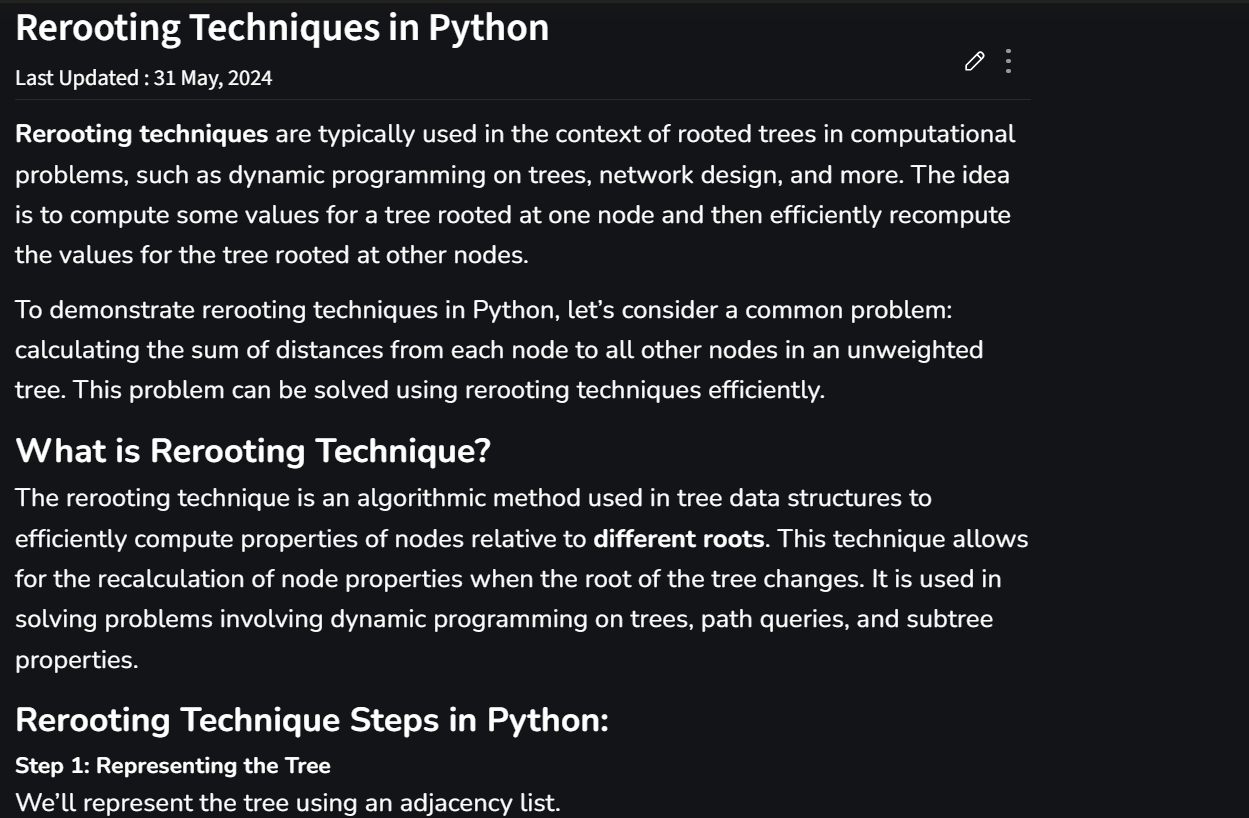 Rerooting Techniques in Python
Last Updated : 31 May, 2024
Rerooting techniques are typically used in the context of rooted trees in computational
problems, such as dynamic programming on trees, network design, and more. The idea
is to compute some values for a tree rooted at one node and then efficiently recompute
the values for the tree rooted at other nodes.
To demonstrate rerooting techniques in Python, let’s consider a common problem:
calculating the sum of distances from each node to all other nodes in an unweighted
tree. This problem can be solved using rerooting techniques efficiently.
What is Rerooting Technique?
The rerooting technique is an algorithmic method used in tree data structures to
efficiently compute properties of nodes relative to different roots. This technique allows
for the recalculation of node properties when the root of the tree changes. It is used in
solving problems involving dynamic programming on trees, path queries, and subtree
properties.
Rerooting Technique Steps in Python:
Step 1: Representing the Tree
We’ll represent the tree using an adjacency list.